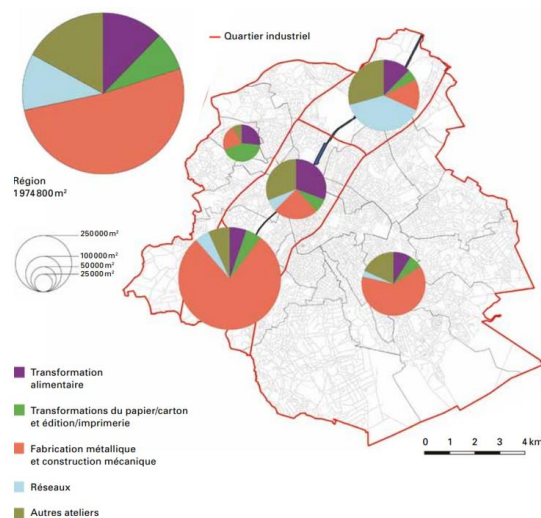 Quartier industriel
Région
1974800 m²
250000 m²
100000 m²
50000 m²
25000 m²
Transformation
alimentaire
Transformations du papier/carton
et édition/imprimerie
Fabrication métallique
et construction mécanique
Réseaux
Autres ateliers
0 1 2 3 4 km